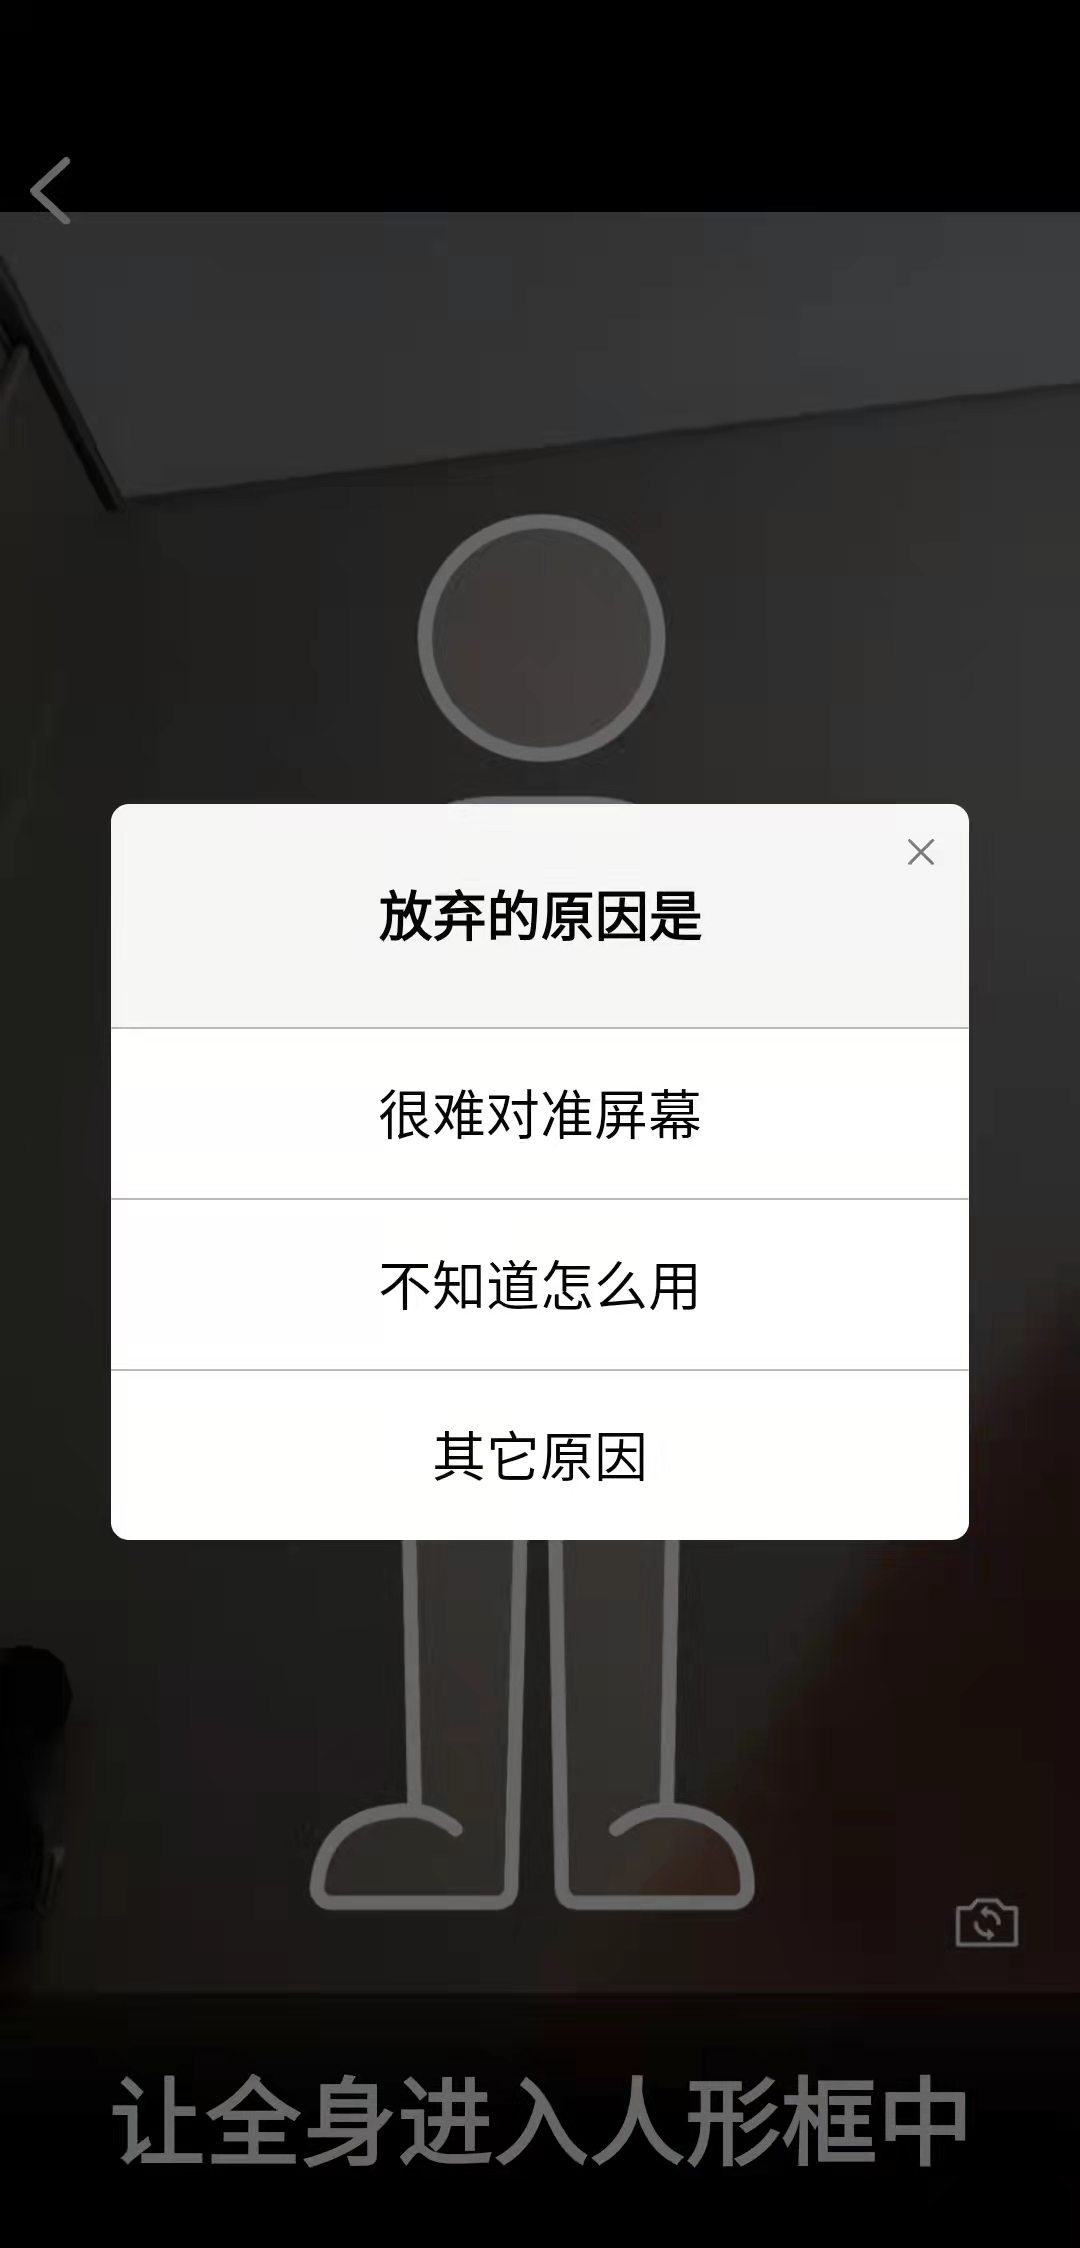 放弃的原因是
很难对准屏幕
不知道怎么用
其它原因
让全身进入人形框中